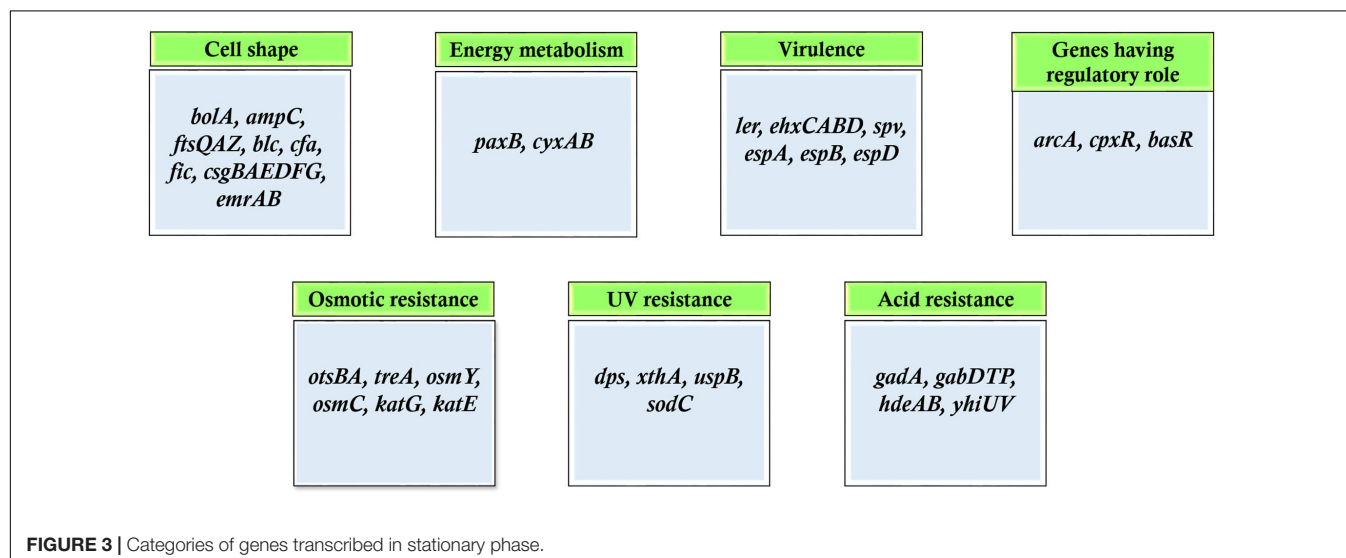 Cell shape
bolA, ampC,
ftsQAZ, blc, cfa,
fic, csgBAEDFG,
emrAB
Energy metabolism
paxB, cyxAB
Virulence
ler, ehxCABD, spv,
espA, espB, espD
Genes having
regulatory role
arcA, cpxR, basR
Osmotic resistance
otsBA, treA, osmY,
osmC, katG, katE
UV resistance
dps, xthA, uspB,
sodC
Acid resistance
gadA, gabDTP,
hdeAB, yhiUV
FIGURE 3 | Categories of genes transcribed in stationary phase.